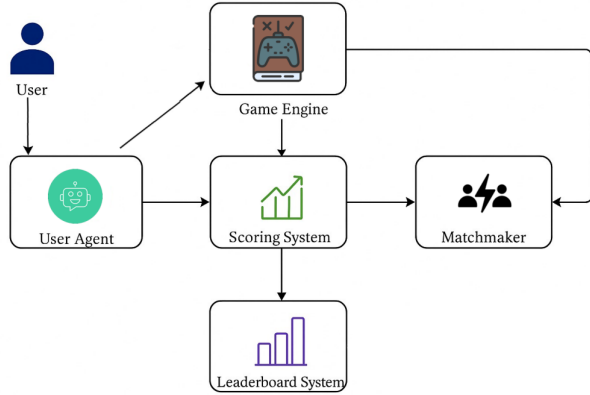 User
Game Engine
User Agent
Scoring System
Matchmaker
Leaderboard System